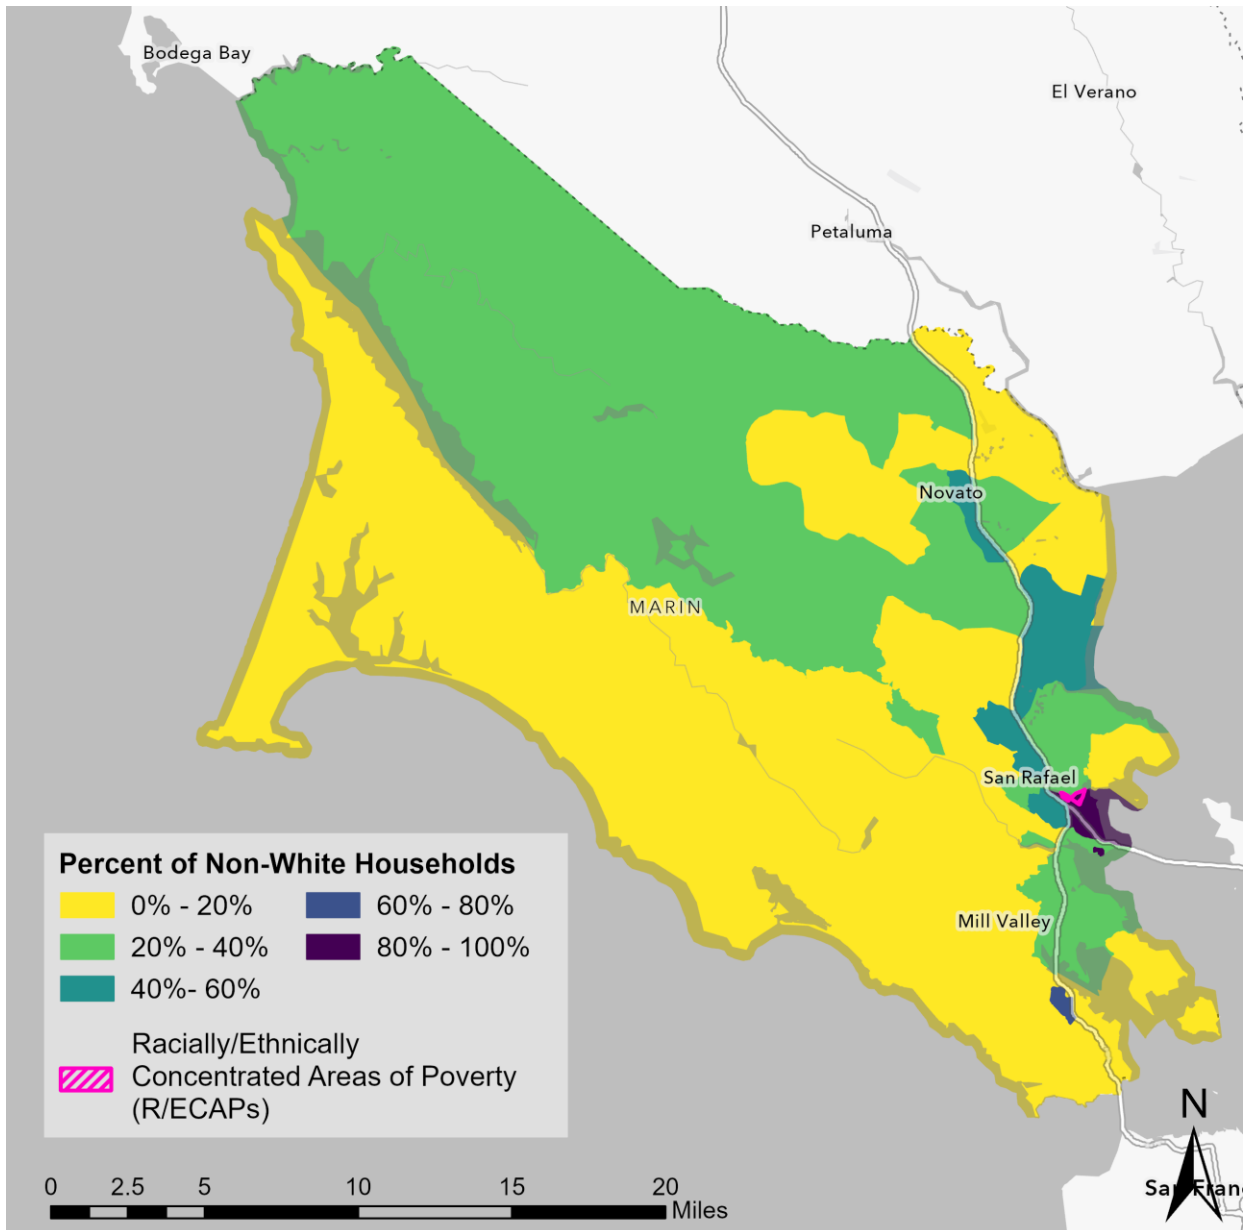 Bodega Bay
El Verano
Petaluma
Novato
MARIN
San Rafael
Mill Valley
Percent of Non-White Households
0% - 20%
60% - 80%
20% - 40%
80% - 100%
40%- 60%
Racially/Ethnically
Concentrated Areas of Poverty
(R/ECAPs)
N
0 2.5 5 10 15 20
Miles
San Franc